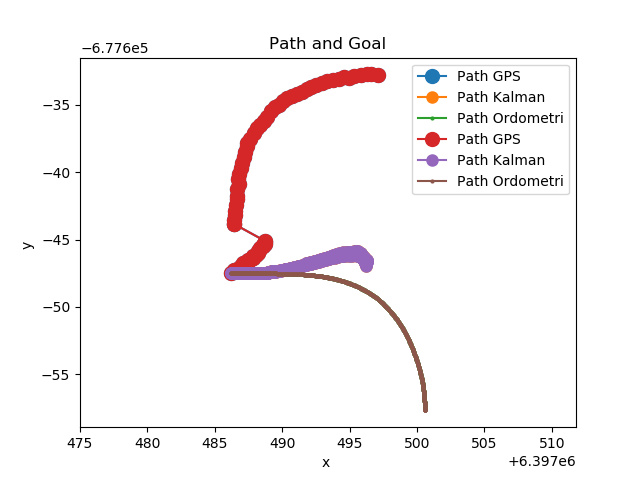 Path and Goal
−6.776e5
Path GPS
Path Kalman
Path Ordometri
Path GPS
Path Kalman
Path Ordometri
−35
−40
−45
−50
−55
y
475 480 485 490 495 500 505 510
x
+6.397e6